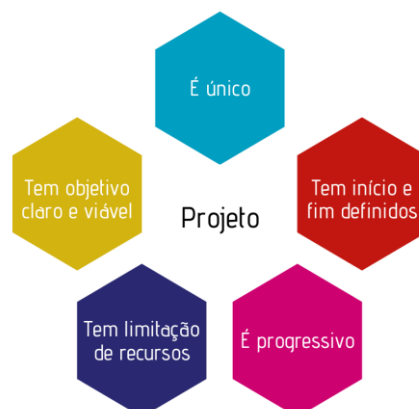 É único
Tem objetivo
claro e viável
Tem início e
fim definidos
Projeto
Tem limitação
de recursos
É progressivo